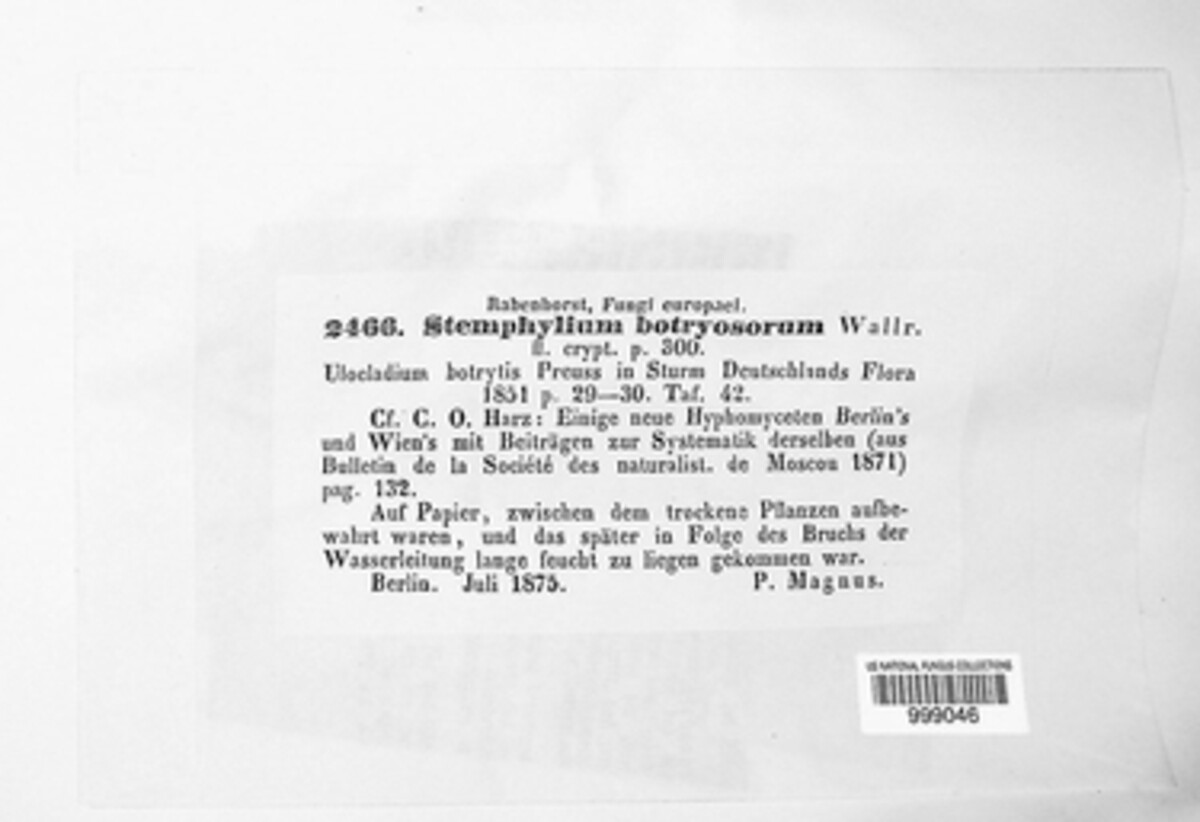 Rabenhorst, Fungi europaei.
2466. Stemphylium botryosorum Wallr.
fl. crypt. p. 300.
Ulocladium botrytis Preuss in Sturm Deutschlands Flora
1851 p. 29—30. Taf. 42.
Cf. C. O. Harz: Einige neue Hyphomyceten Berlin's
und Wien's mit Beiträgen zur Systematik derselben (aus
Bulletin de la Société des naturalist. de Moscou 1871)
pag. 132.
Auf Papier, zwischen dem trockene Pflanzen aufbe-
wahrt waren, und das später in Folge des Bruchs der
Wasserleitung lange feucht zu liegen gekommen war.
Berlin. Juli 1875. P. Magnus.
US NATIONAL FUNGUS COLLECTIONS
999046